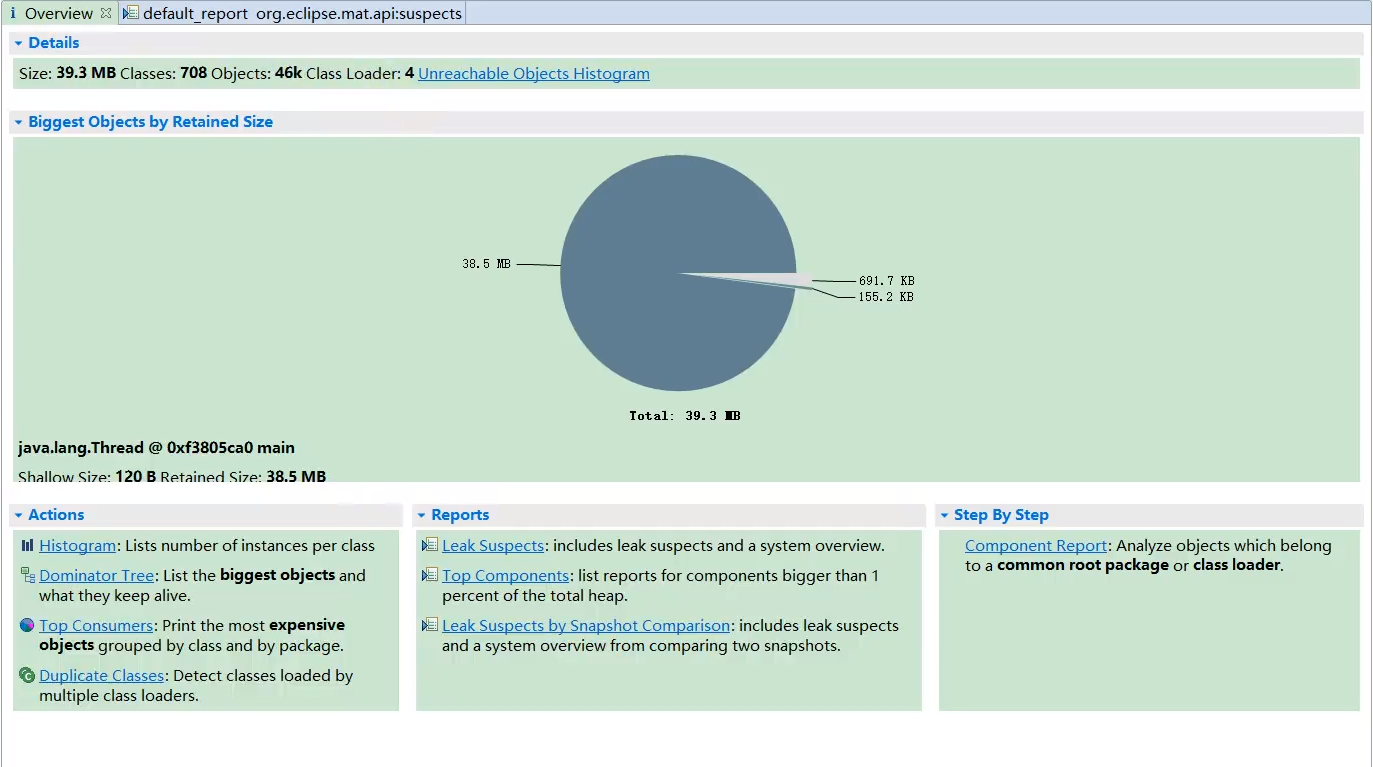 Overview
default_report org.eclipse.mat.api:suspects
Details
Size: 39.3 MB Classes: 708 Objects: 46k Class Loader: 4 Unreachable Objects Histogram
Biggest Objects by Retained Size
38.5 MB
691.7 KB
155.2 KB
Total: 39.3 MB
java.lang.Thread @ 0xf3805ca0 main
Shallow Size: 120 B Retained Size: 38.5 MB
Actions
Histogram: Lists number of instances per class
Dominator Tree: List the biggest objects and
what they keep alive.
Top Consumers: Print the most expensive
objects grouped by class and by package.
Duplicate Classes: Detect classes loaded by
multiple class loaders.
Reports
Leak Suspects: includes leak suspects and a system overview.
Top Components: list reports for components bigger than 1
percent of the total heap.
Leak Suspects by Snapshot Comparison: includes leak suspects
and a system overview from comparing two snapshots.
Step By Step
Component Report: Analyze objects which belong
to a common root package or class loader.